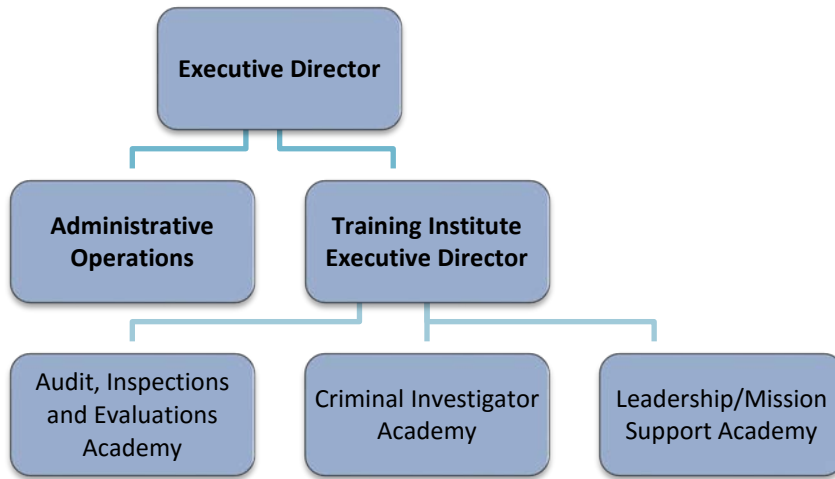 Executive Director
Administrative
Operations
Training Institute
Executive Director
Audit, Inspections
and Evaluations
Academy
Criminal Investigator
Academy
Leadership/Mission
Support Academy